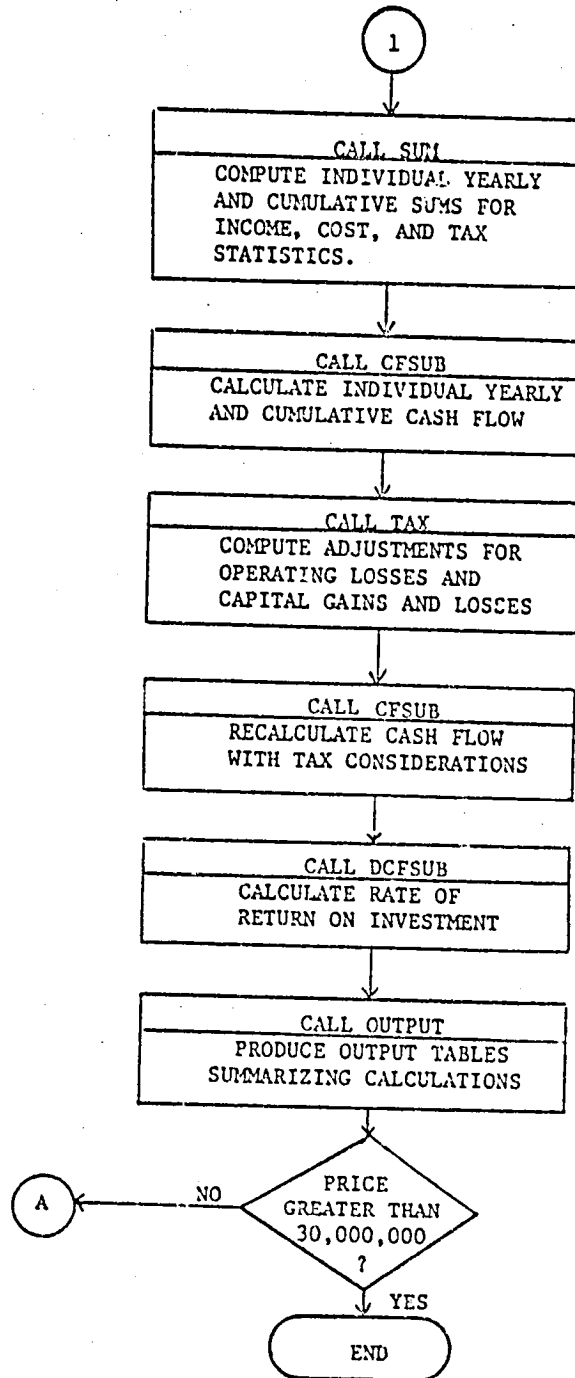 1
CALL SUM
COMPUTE INDIVIDUAL YEARLY
AND CUMULATIVE SUMS FOR
INCOME, COST, AND TAX
STATISTICS.
CALL CFSUB
CALCULATE INDIVIDUAL YEARLY
AND CUMULATIVE CASH FLOW
CALL TAX
COMPUTE ADJUSTMENTS FOR
OPERATING LOSSES AND
CAPITAL GAINS AND LOSSES
CALL CFSUB
RECALCULATE CASH FLOW
WITH TAX CONSIDERATIONS
CALL DCFSUB
CALCULATE RATE OF
RETURN ON INVESTMENT
CALL OUTPUT
PRODUCE OUTPUT TABLES
SUMMARIZING CALCULATIONS
PRICE
GREATER THAN
30,000,000
?
NO
A
YES
END